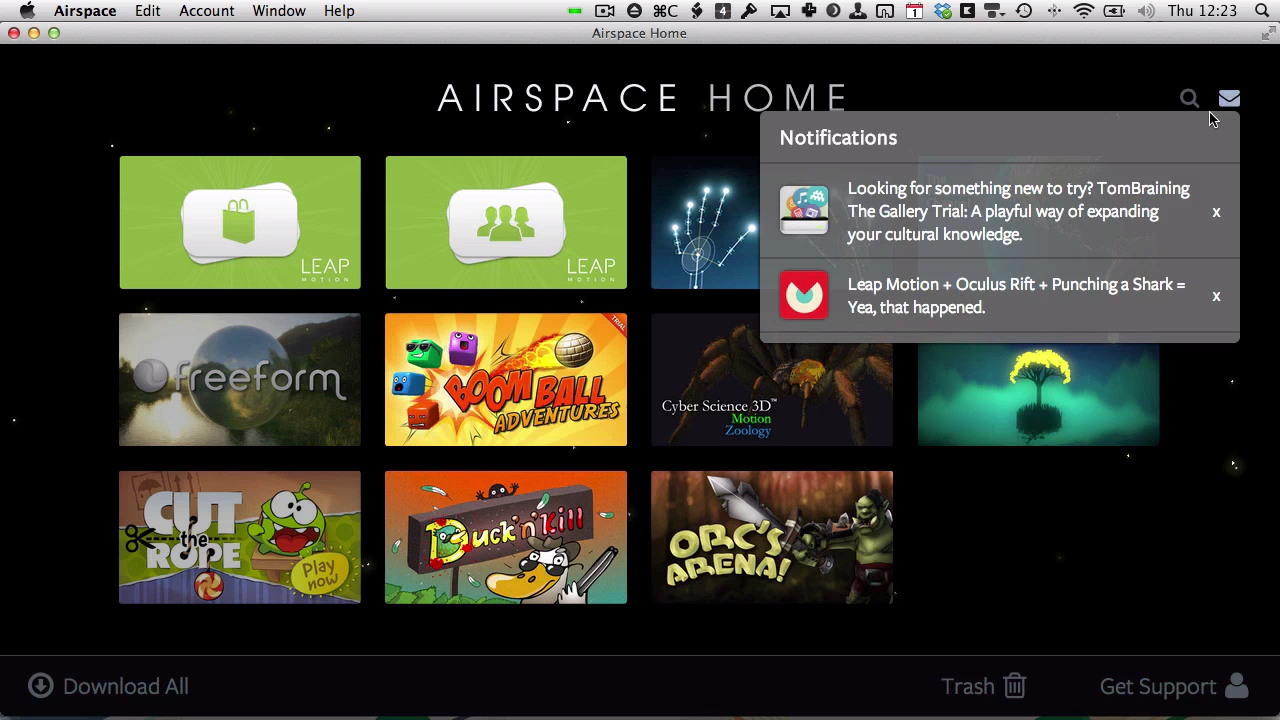 Airspace Edit Account Window Help
⌘C 4 1 Thu 12:23
Airspace Home
AIRSPACE HOME
Notifications
Looking for something new to try? TomBraining
The Gallery Trial: A playful way of expanding
your cultural knowledge.
x
Leap Motion + Oculus Rift + Punching a Shark =
Yea, that happened.
x
LEAP
MOTION
LEAP
MOTION
freeform
TRIAL
BOOM BALL
ADVENTURES
Cyber Science 3D™
Motion
Zoology
CUT
the
ROPE
Play
now
Duck'n'Kill
ORC'S
ARENA!
Download All
Trash
Get Support